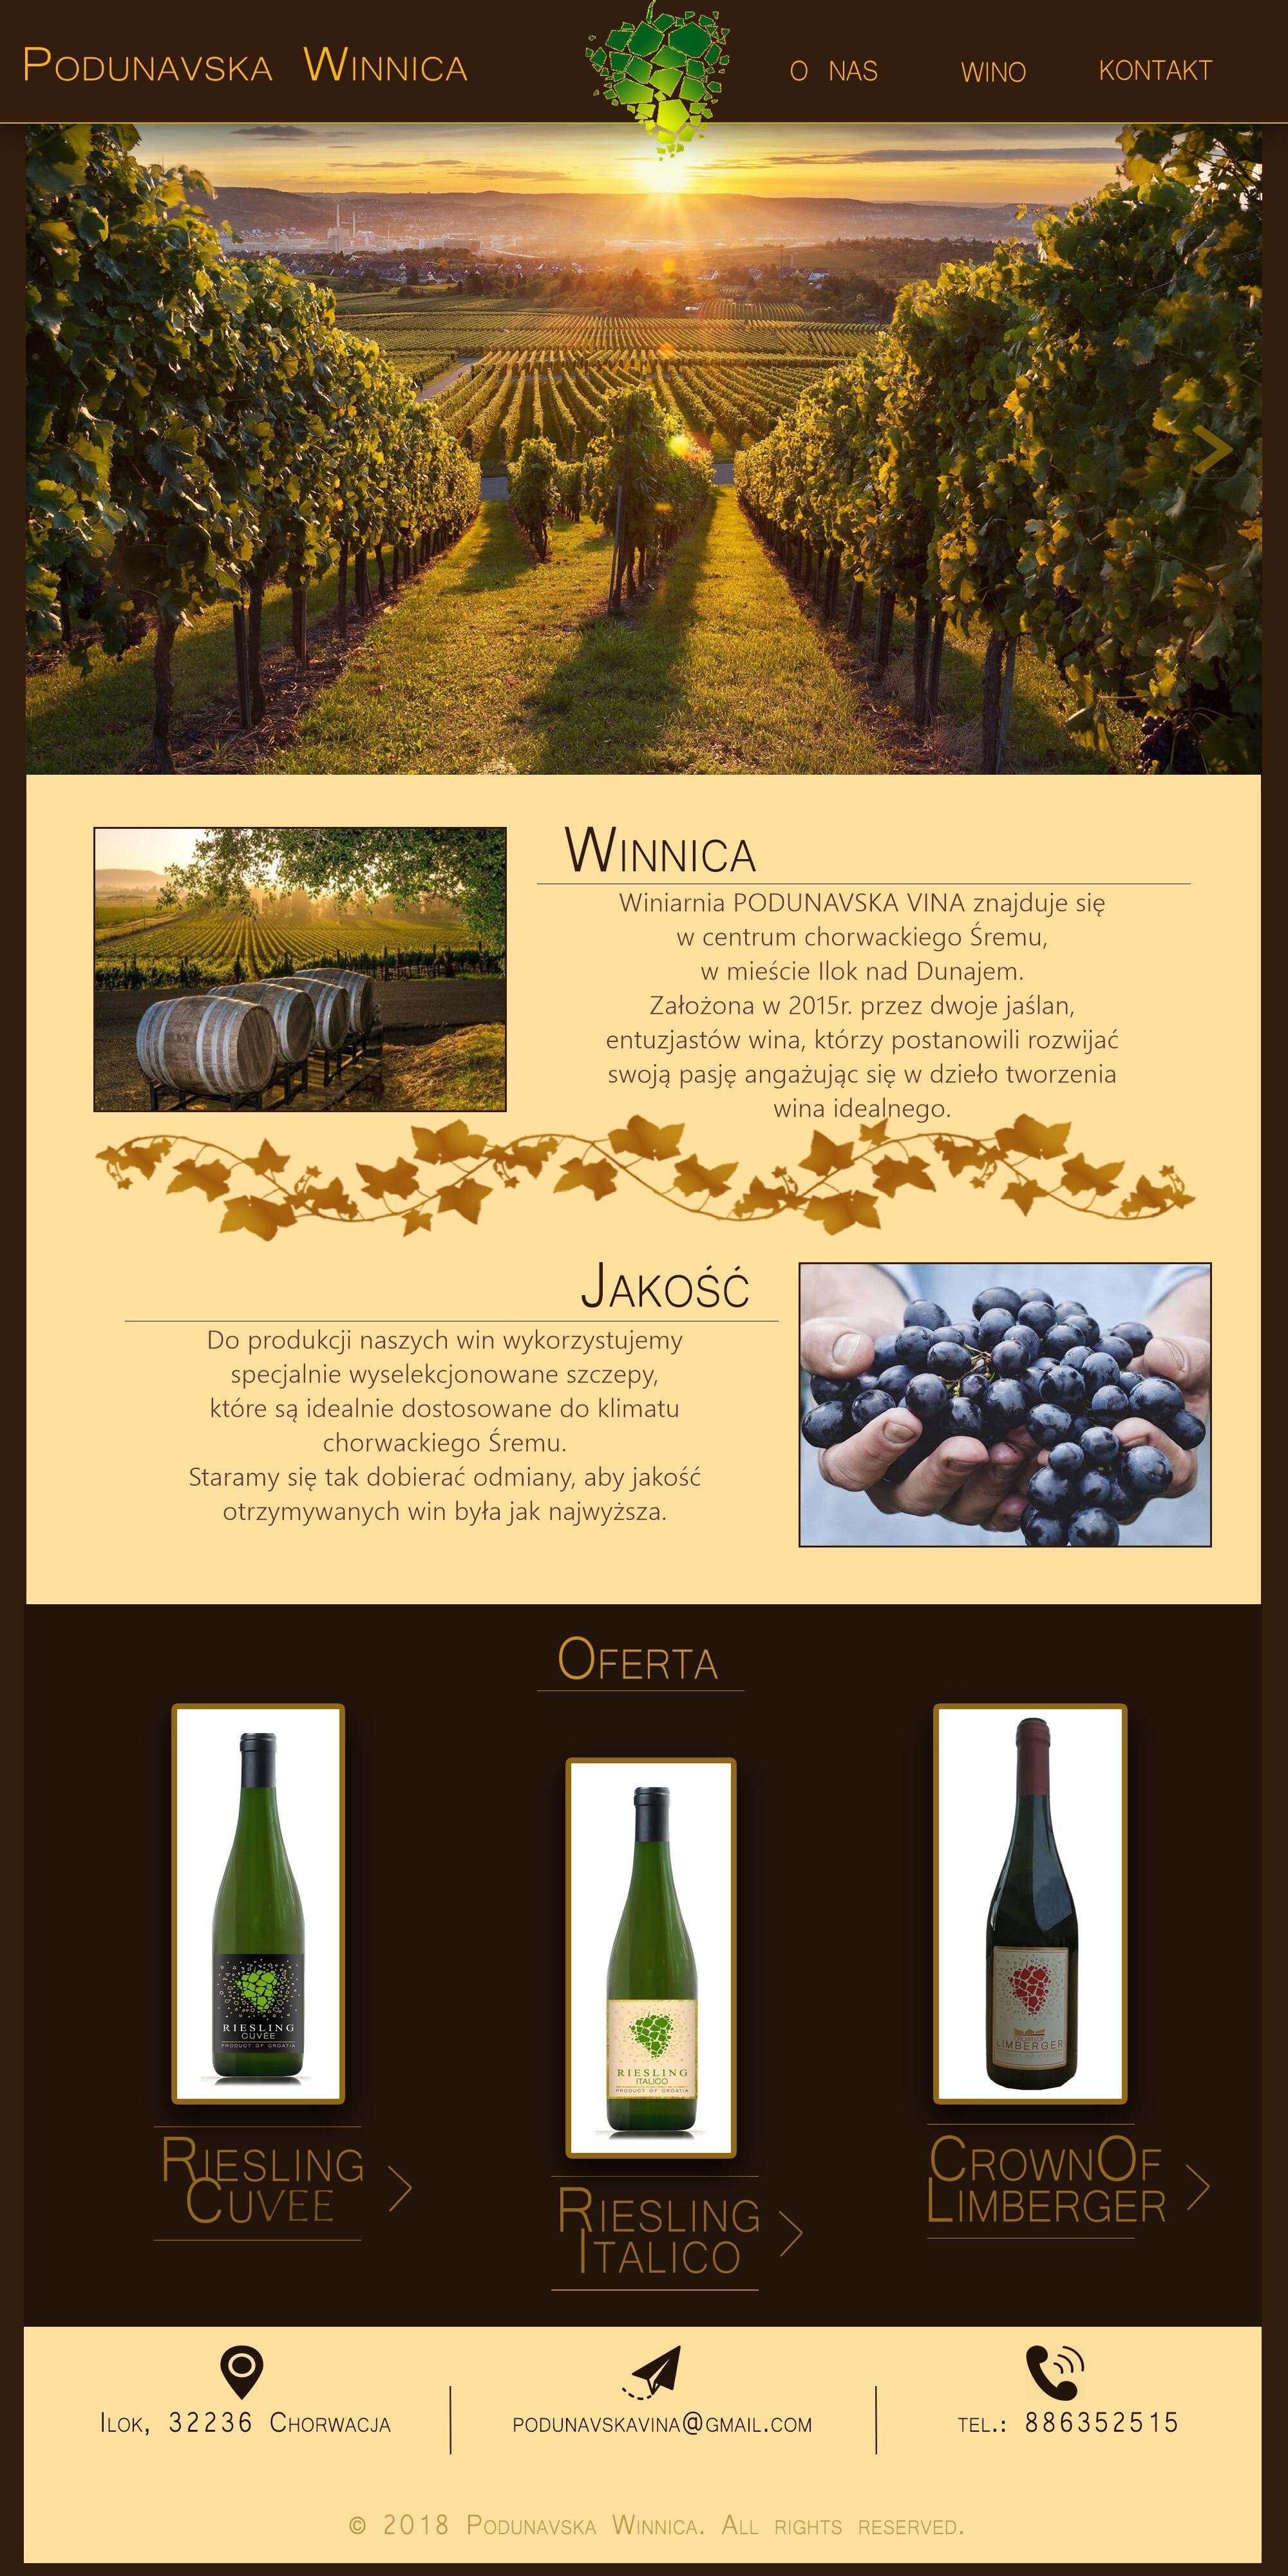 Podunavska Winnica
O NAS
WINO
KONTAKT
Winnica
Winiarnia PODUNAVSKA VINA znajduje się
w centrum chorwackiego Śremu,
w mieście Ilok nad Dunajem.
Założona w 2015r. przez dwoje jaślan,
entuzjastów wina, którzy postanowili rozwijać
swoją pasję angażując się w dzieło tworzenia
wina idealnego.
Jakość
Do produkcji naszych win wykorzystujemy
specjalnie wyselekcjonowane szczepy,
które są idealnie dostosowane do klimatu
chorwackiego Śremu.
Staramy się tak dobierać odmiany, aby jakość
otrzymywanych win była jak najwyższa.
Oferta
RIESLING
CUVÉE
PRODUCT OF CROATIA
RIESLING
ITALICO
PRODUCT OF CROATIA
CROWN OF
LIMBERGER
Riesling
Cuvee
Riesling
Italico
CrownOf
Limberger
Ilok, 32236 Chorwacja
podunavskavina@gmail.com
tel.: 886352515
© 2018 Podunavska Winnica. All rights reserved.